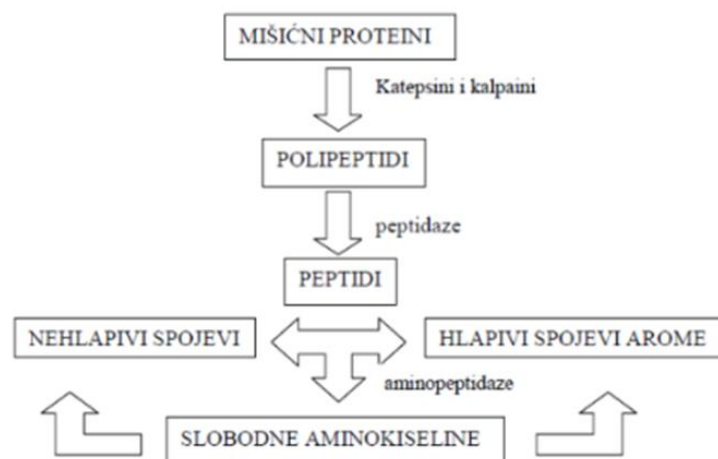 MIŠIĆNI PROTEINI
Katepsini i kalpaini
POLIPEPTIDI
peptidaze
PEPTIDI
NEHLAPIVI SPOJEVI
HLAPIVI SPOJEVI AROME
aminopeptidaze
SLOBODNE AMINOKISELINE